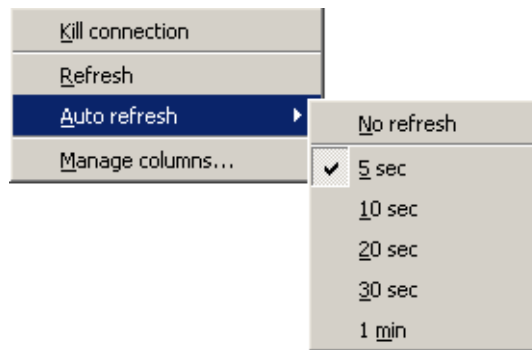 Kill connection
Refresh
Auto refresh
Manage columns...
No refresh
5 sec
10 sec
20 sec
30 sec
1 min